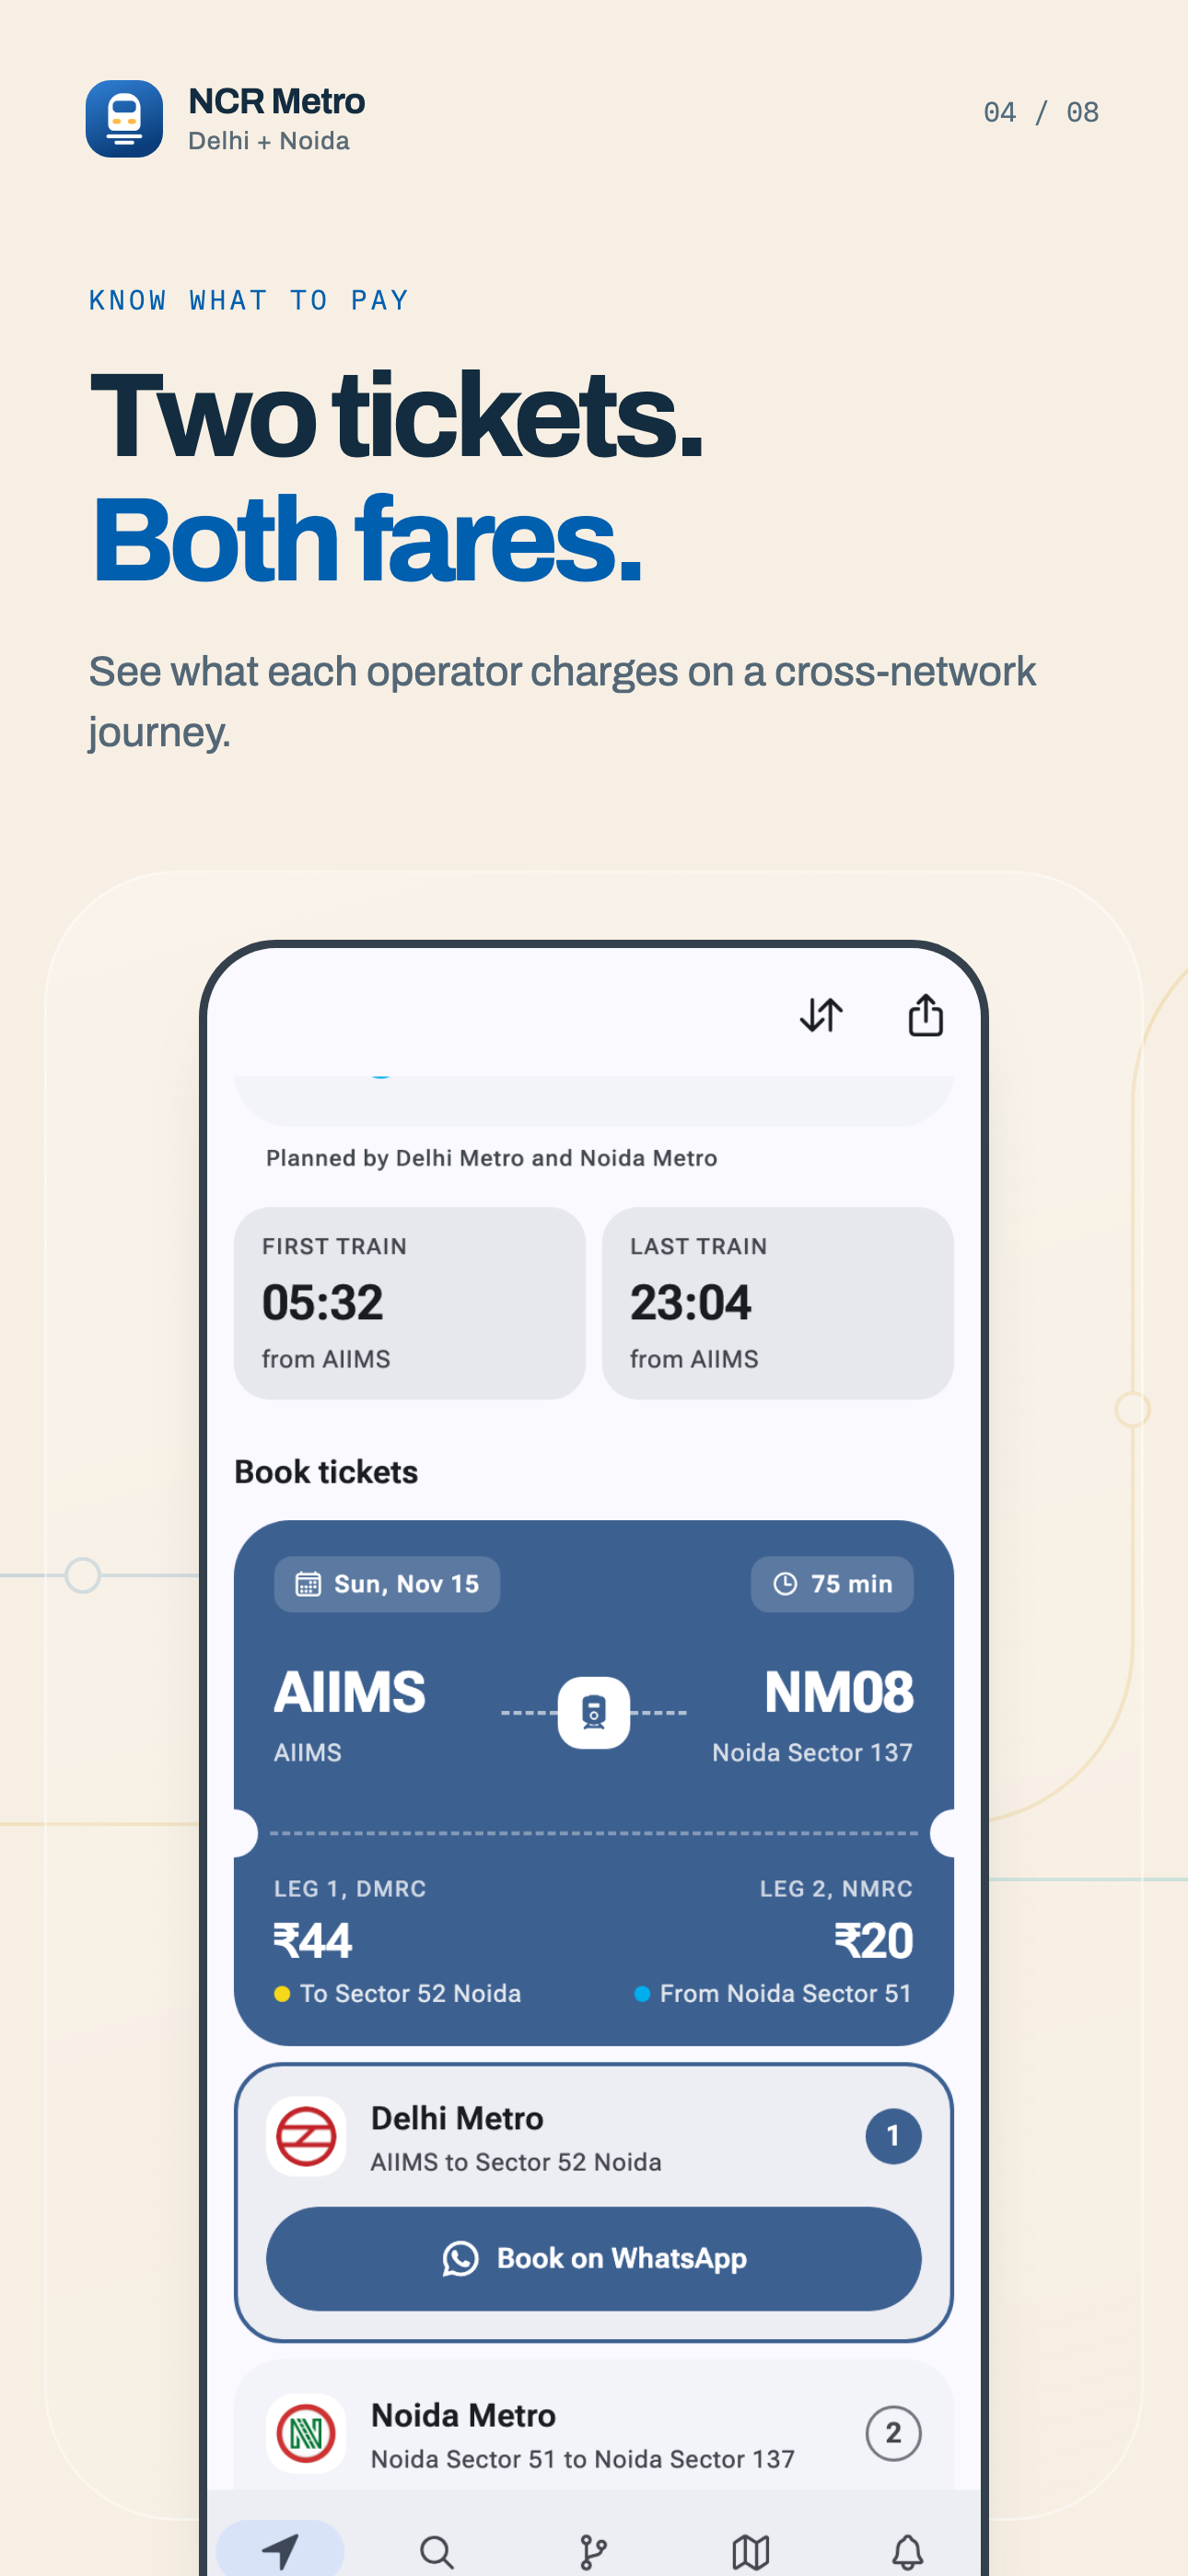 NCR Metro
Delhi + Noida
04 / 08
KNOW WHAT TO PAY
Two tickets.
Both fares.
See what each operator charges on a cross-network
journey.
Planned by Delhi Metro and Noida Metro
FIRST TRAIN
05:32
from AIIMS
LAST TRAIN
23:04
from AIIMS
Book tickets
Sun, Nov 15
75 min
AIIMS
AIIMS
NM08
Noida Sector 137
LEG 1, DMRC
₹44
To Sector 52 Noida
LEG 2, NMRC
₹20
From Noida Sector 51
Delhi Metro
AIIMS to Sector 52 Noida
1
Book on WhatsApp
Noida Metro
Noida Sector 51 to Noida Sector 137
2